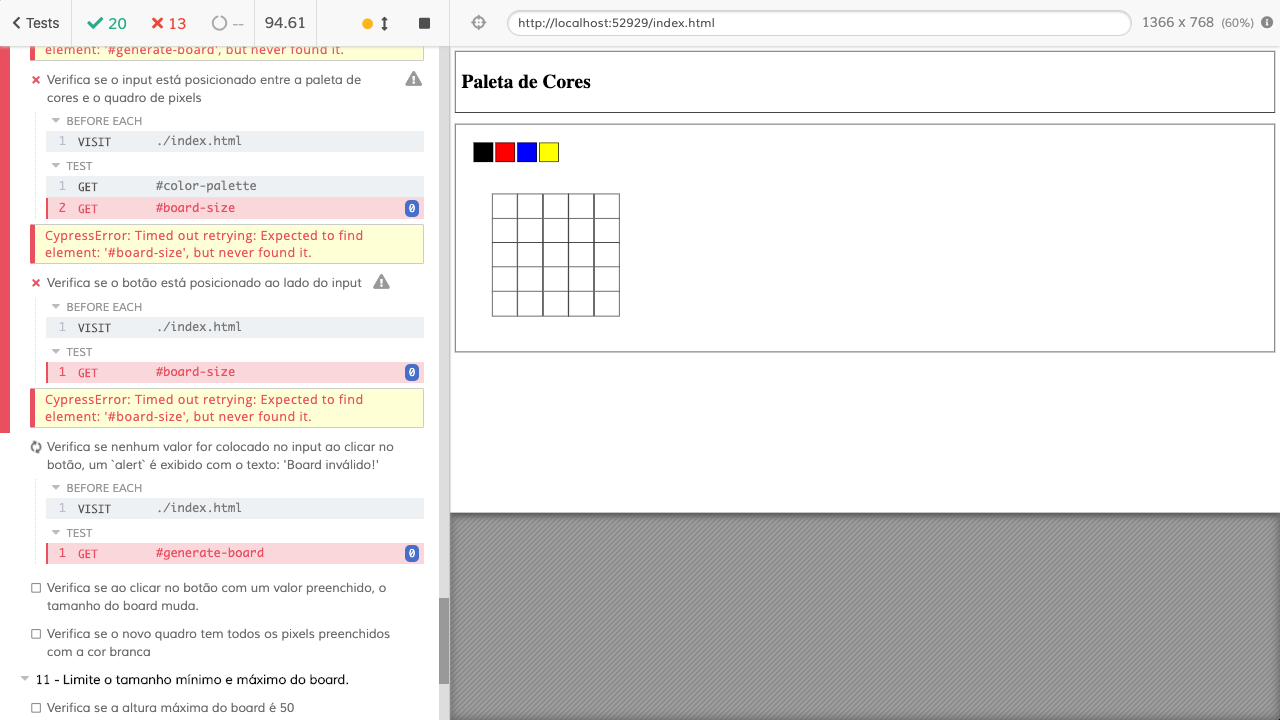 Tests 20 13 -- 94.61
http://localhost:52929/index.html 1366 x 768 (60%)
element: '#generate-board', but never found it.
Verifica se o input está posicionado entre a paleta de
cores e o quadro de pixels
BEFORE EACH
1 VISIT ./index.html
TEST
1 GET #color-palette
2 GET #board-size 0
CypressError: Timed out retrying: Expected to find
element: '#board-size', but never found it.
Verifica se o botão está posicionado ao lado do input
BEFORE EACH
1 VISIT ./index.html
TEST
1 GET #board-size 0
CypressError: Timed out retrying: Expected to find
element: '#board-size', but never found it.
Verifica se nenhum valor for colocado no input ao clicar no
botão, um `alert` é exibido com o texto: 'Board inválido!'
BEFORE EACH
1 VISIT ./index.html
TEST
1 GET #generate-board 0
Verifica se ao clicar no botão com um valor preenchido, o
tamanho do board muda.
Verifica se o novo quadro tem todos os pixels preenchidos
com a cor branca
11 - Limite o tamanho mínimo e máximo do board.
Verifica se a altura máxima do board é 50
Paleta de Cores